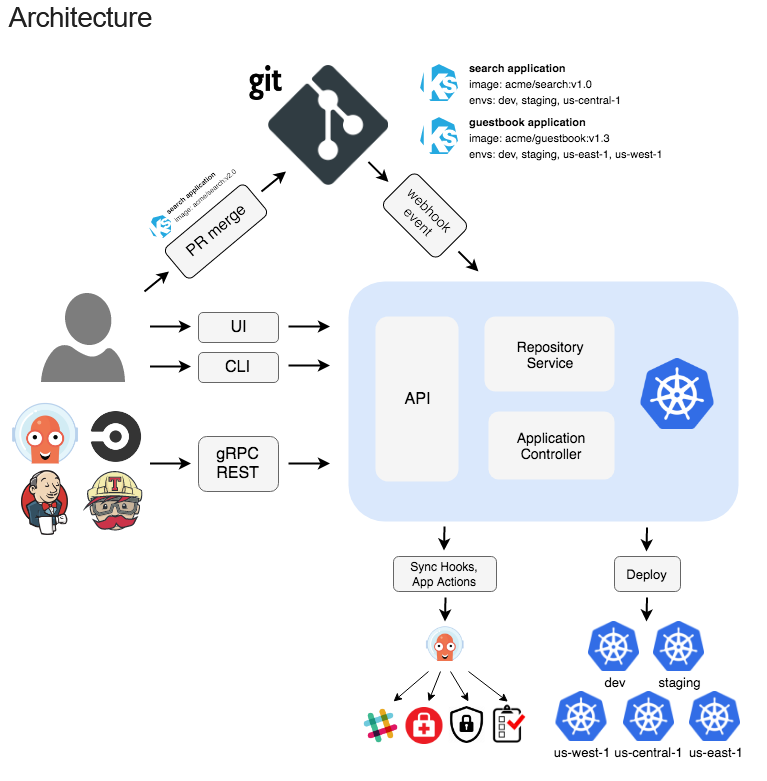 Architecture
git
search application
image: acme/search:v1.0
envs: dev, staging, us-central-1
guestbook application
image: acme/guestbook:v1.3
envs: dev, staging, us-east-1, us-west-1
search application
image: acme/search:v2.0
PR merge
webhook
event
UI
CLI
gRPC
REST
API
Repository
Service
Application
Controller
Sync Hooks,
App Actions
Deploy
dev
staging
us-west-1
us-central-1
us-east-1
KS
KS
KS
T